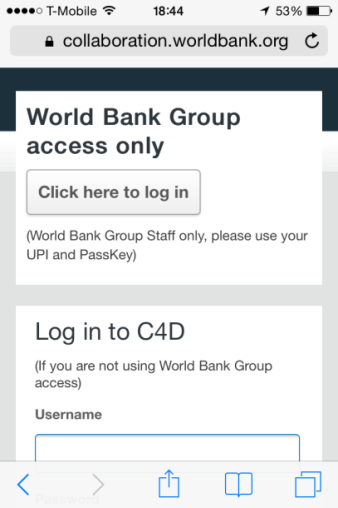 T-Mobile 18:44 53%
collaboration.worldbank.org
World Bank Group
access only
Click here to log in
(World Bank Group Staff only, please use your
UPI and PassKey)
Log in to C4D
(If you are not using World Bank Group
access)
Username
Password